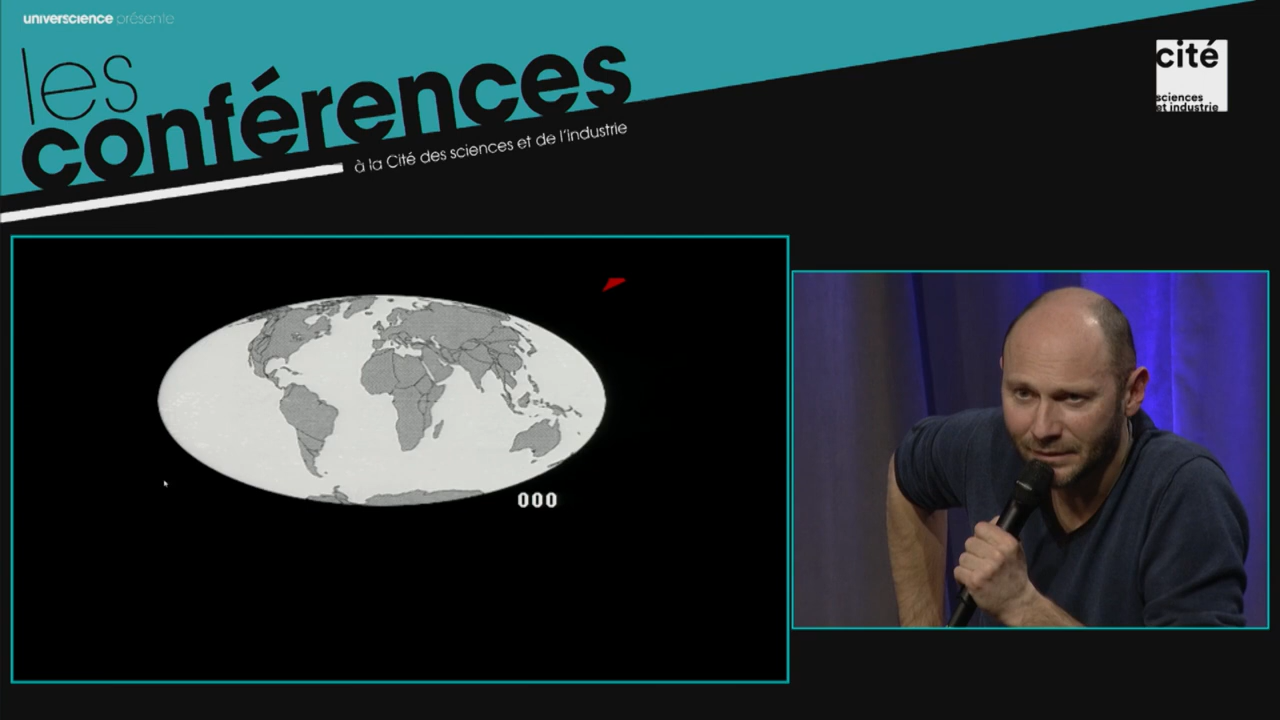 universcience présente
les
conférences
à la Cité des sciences et de l'industrie
cité
sciences
et industrie
000